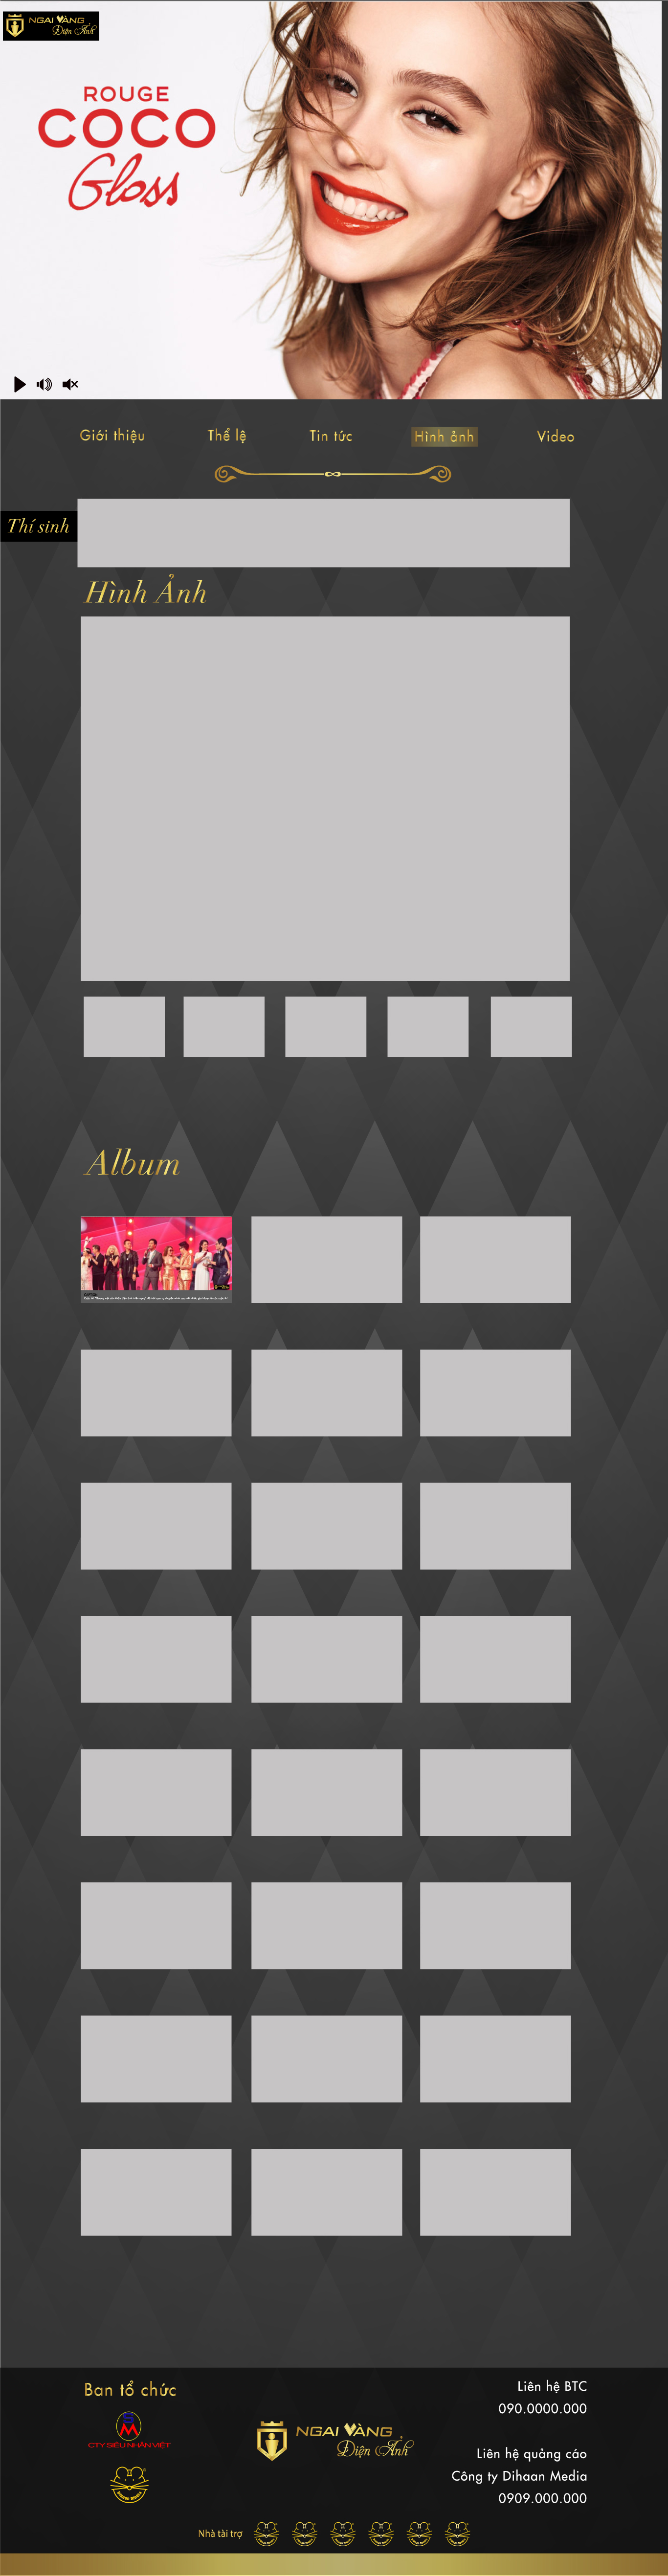 NGAI VÀNG
Điện Ảnh
ROUGE
COCO
Gloss
Giới thiệu
Thể lệ
Tin tức
Hình ảnh
Video
Thí sinh
Hình Ảnh
Album
Ban tổ chức
CTY SIÊU NHÂN VIỆT
NGAI VÀNG
Điện Ảnh
Liên hệ BTC
090.0000.000
Liên hệ quảng cáo
Công ty Dihaan Media
0909.000.000
Nhà tài trợ